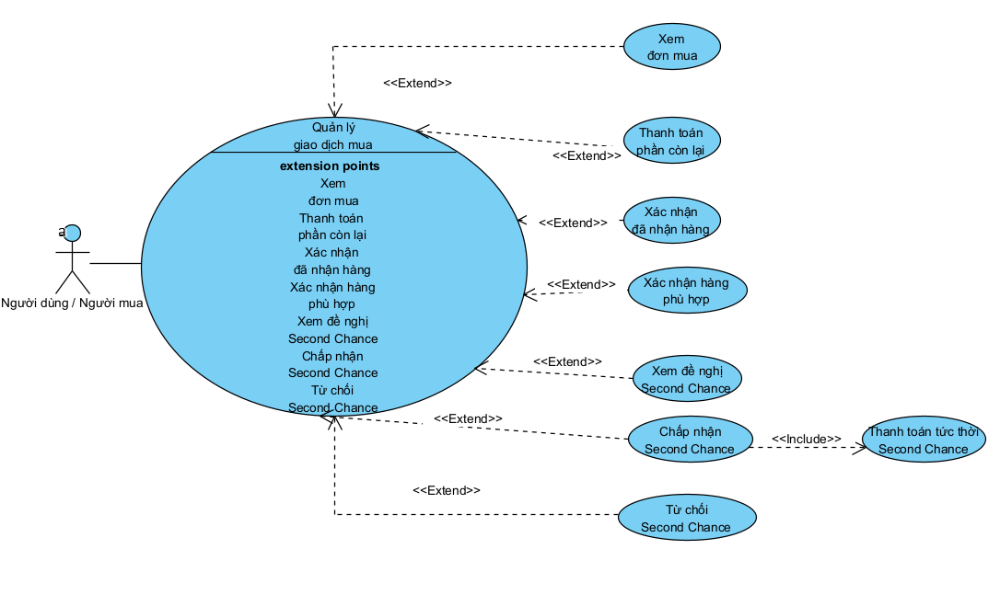 Xem
đơn mua
<<Extend>>
Quản lý
giao dịch mua
Thanh toán
phần còn lại
<<Extend>>
extension points
Xem
đơn mua
Thanh toán
phần còn lại
Xác nhận
đã nhận hàng
Xác nhận hàng
phù hợp
Xem đề nghị
Second Chance
Chấp nhận
Second Chance
Từ chối
Second Chance
a
Người dùng / Người mua
Xác nhận
đã nhận hàng
<<Extend>>
Xác nhận hàng
phù hợp
<<Extend>>
Xem đề nghị
Second Chance
<<Extend>>
Chấp nhận
Second Chance
<<Extend>>
<<Include>>
Thanh toán tức thời
Second Chance
<<Extend>>
Từ chối
Second Chance